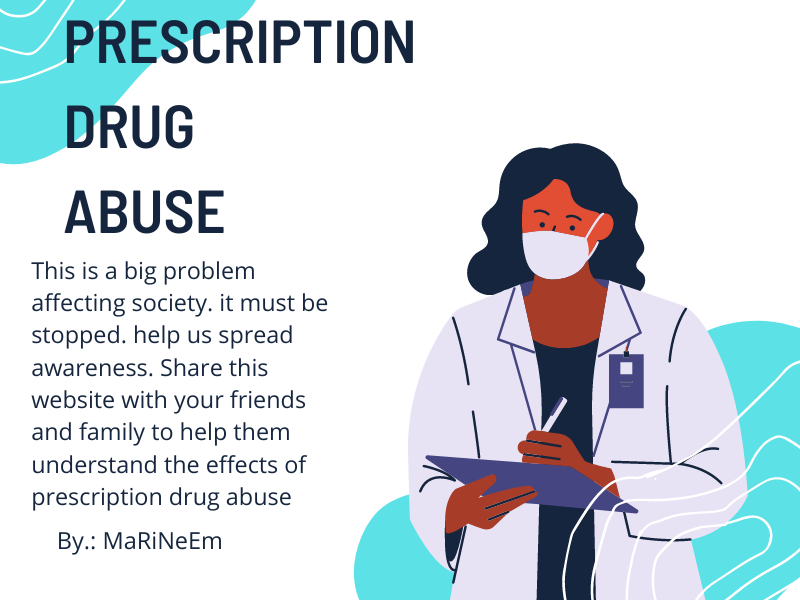 PRESCRIPTION
DRUG
ABUSE
This is a big problem
affecting society. it must be
stopped. help us spread
awareness. Share this
website with your friends
and family to help them
understand the effects of
prescription drug abuse
By.: MaRiNeEm